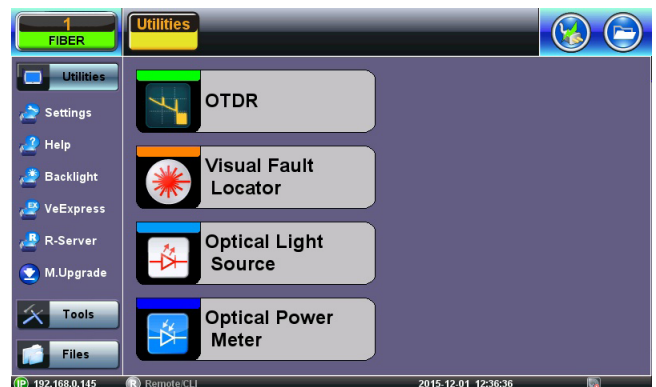 1
FIBER
Utilities
Utilities
Settings
Help
Backlight
VeExpress
R-Server
M.Upgrade
Tools
Files
OTDR
Visual Fault
Locator
Optical Light
Source
Optical Power
Meter
IP 192.168.0.145
R Remote/CLI
2015-12-01 12:36:36